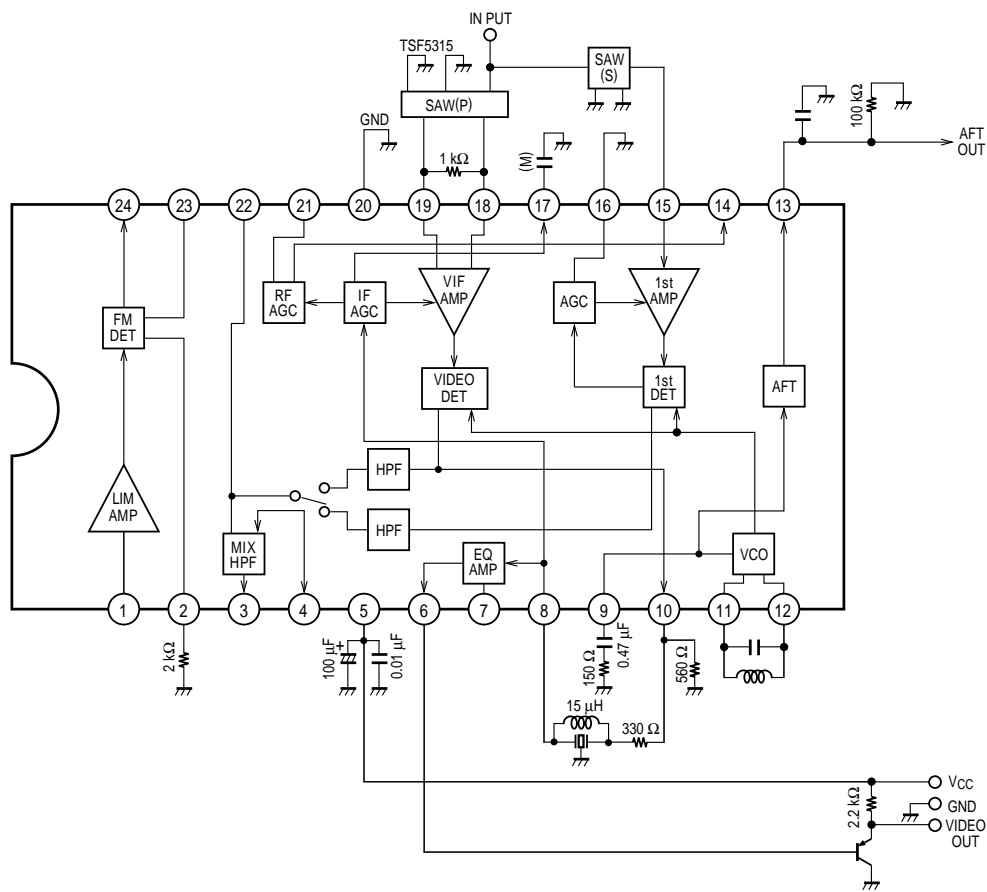 IN PUT
TSF5315
SAW
(S)
SAW(P)
GND
1 kΩ
(M)
100 kΩ
AFT
OUT
24
23
22
21
20
19
18
17
16
15
14
13
RF
AGC
IF
AGC
VIF
AMP
AGC
1st
AMP
FM
DET
VIDEO
DET
1st
DET
AFT
HPF
LIM
AMP
HPF
MIX
HPF
EQ
AMP
VCO
1
2
3
4
5
6
7
8
9
10
11
12
2 kΩ
100 µF
+
0.01 µF
150 Ω
0.47 µF
560 Ω
15 µH
330 Ω
VCC
2.2 kΩ
GND
VIDEO
OUT